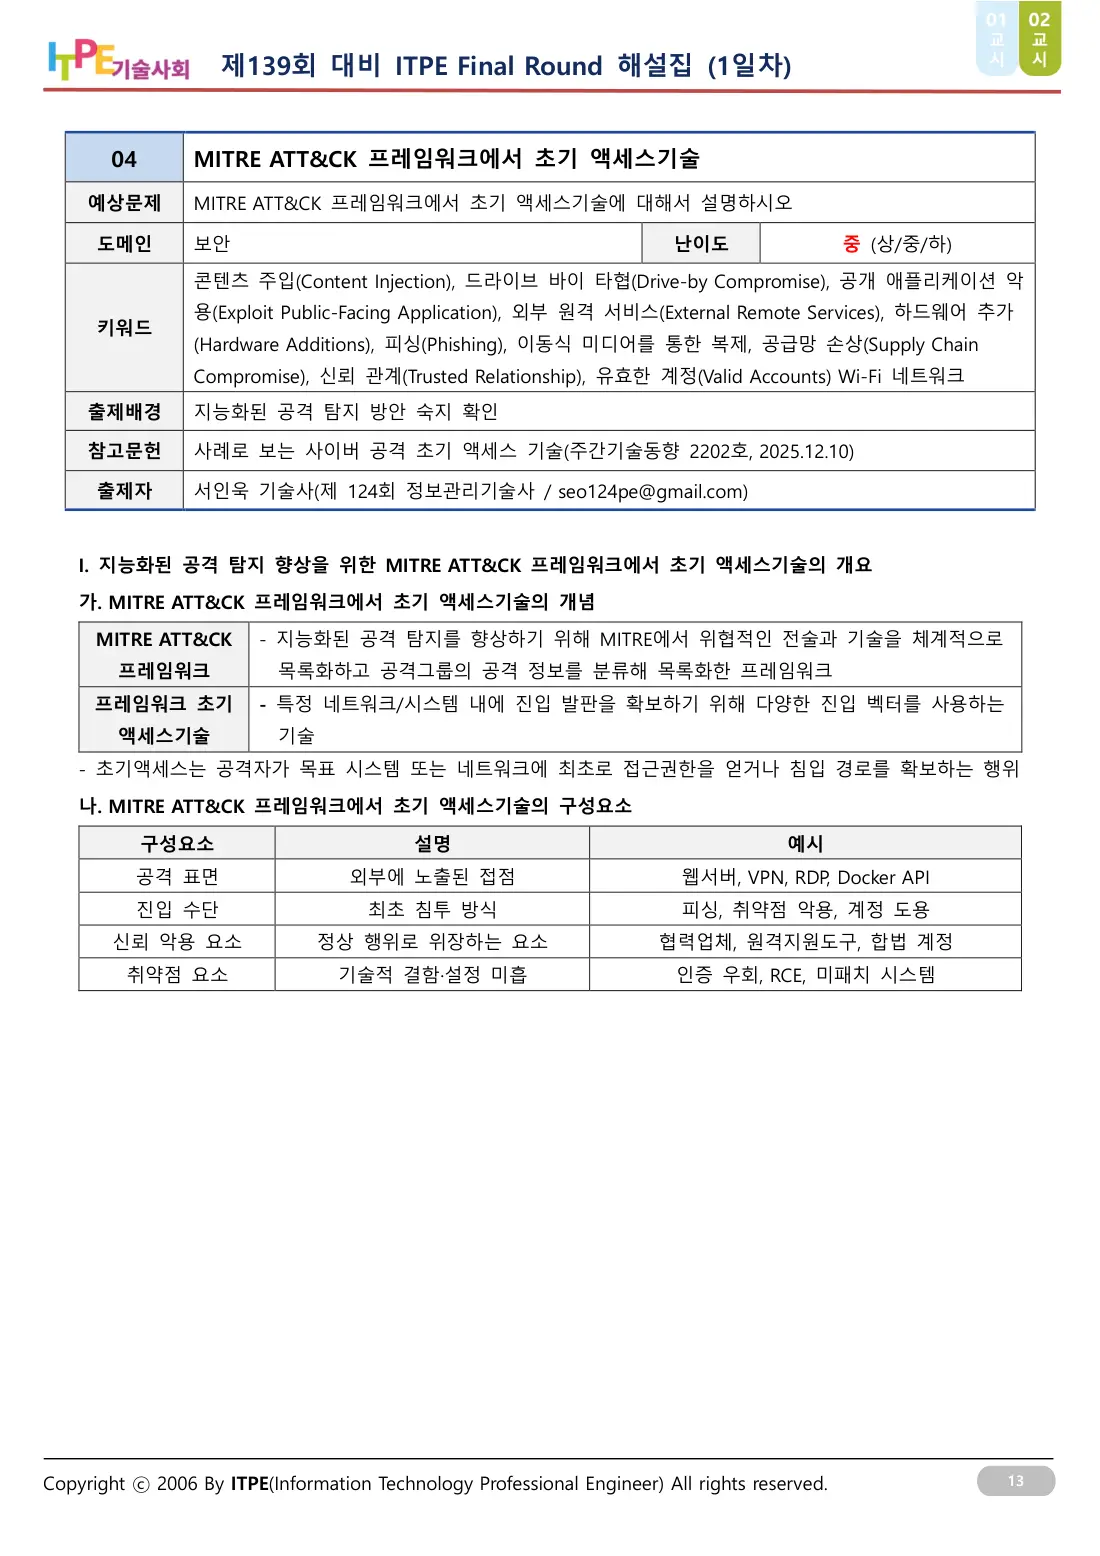 ITPE기술사회 제139회 대비 ITPE Final Round 해설집 (1일차)
01 교시
02 교시
04 MITRE ATT&CK 프레임워크에서 초기 액세스기술
예상문제 MITRE ATT&CK 프레임워크에서 초기 액세스기술에 대해서 설명하시오
도메인 보안 난이도 중 (상/중/하)
키워드
콘텐츠 주입(Content Injection), 드라이브 바이 타협(Drive-by Compromise), 공개 애플리케이션 악
용(Exploit Public-Facing Application), 외부 원격 서비스(External Remote Services), 하드웨어 추가
(Hardware Additions), 피싱(Phishing), 이동식 미디어를 통한 복제, 공급망 손상(Supply Chain
Compromise), 신뢰 관계(Trusted Relationship), 유효한 계정(Valid Accounts) Wi-Fi 네트워크
출제배경 지능화된 공격 탐지 방안 숙지 확인
참고문헌 사례로 보는 사이버 공격 초기 액세스 기술(주간기술동향 2202호, 2025.12.10)
출제자 서인욱 기술사(제 124회 정보관리기술사 / seo124pe@gmail.com)
I. 지능화된 공격 탐지 향상을 위한 MITRE ATT&CK 프레임워크에서 초기 액세스기술의 개요
가. MITRE ATT&CK 프레임워크에서 초기 액세스기술의 개념
MITRE ATT&CK
프레임워크
- 지능화된 공격 탐지를 향상하기 위해 MITRE에서 위협적인 전술과 기술을 체계적으로
목록화하고 공격그룹의 공격 정보를 분류해 목록화한 프레임워크
프레임워크 초기
액세스기술
- 특정 네트워크/시스템 내에 진입 발판을 확보하기 위해 다양한 진입 벡터를 사용하는
기술
- 초기액세스는 공격자가 목표 시스템 또는 네트워크에 최초로 접근권한을 얻거나 침입 경로를 확보하는 행위
나. MITRE ATT&CK 프레임워크에서 초기 액세스기술의 구성요소
구성요소 설명 예시
공격 표면 외부에 노출된 접점 웹서버, VPN, RDP, Docker API
진입 수단 최초 침투 방식 피싱, 취약점 악용, 계정 도용
신뢰 악용 요소 정상 행위로 위장하는 요소 협력업체, 원격지원도구, 합법 계정
취약점 요소 기술적 결함·설정 미흡 인증 우회, RCE, 미패치 시스템
Copyright ⓒ 2006 By ITPE(Information Technology Professional Engineer) All rights reserved.
13